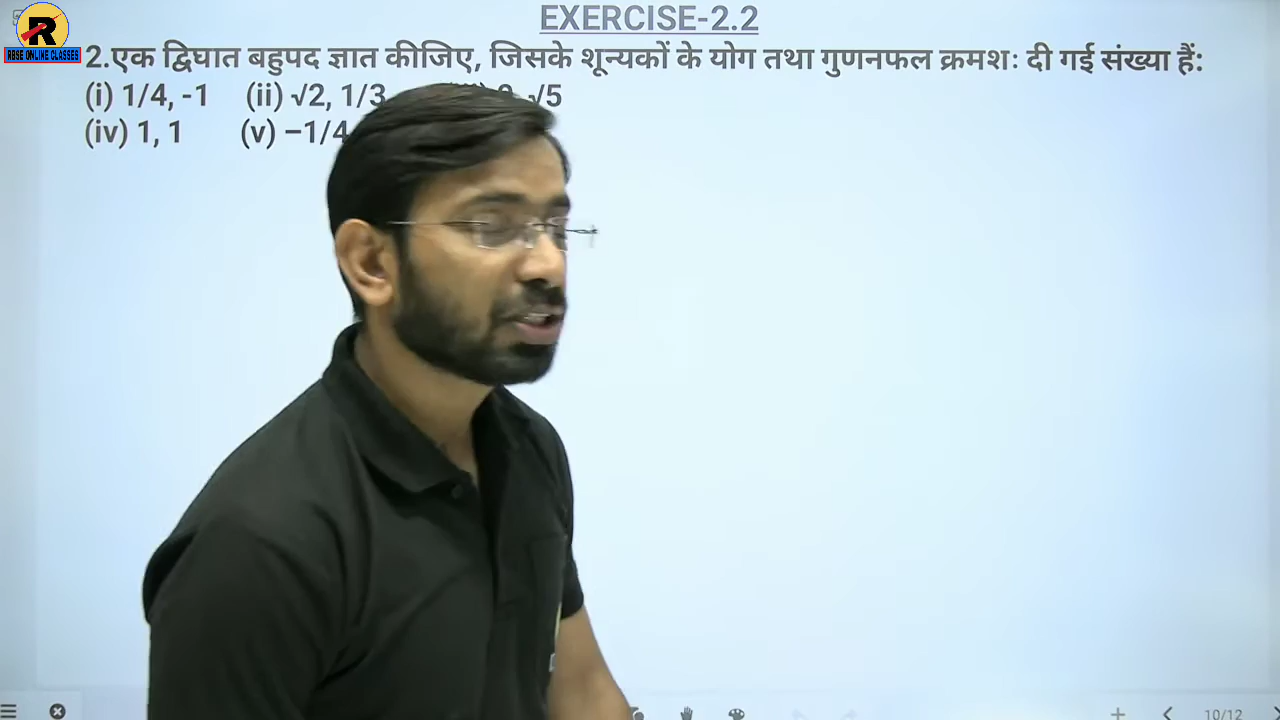 R
RBSE ONLINE CLASSES
EXERCISE-2.2
2.एक द्विघात बहुपद ज्ञात कीजिए, जिसके शून्यकों के योग तथा गुणनफल क्रमशः दी गई संख्या हैं:
(i) 1/4, -1 (ii) √2, 1/3 √5
(iv) 1, 1 (v) –1/4
10/12